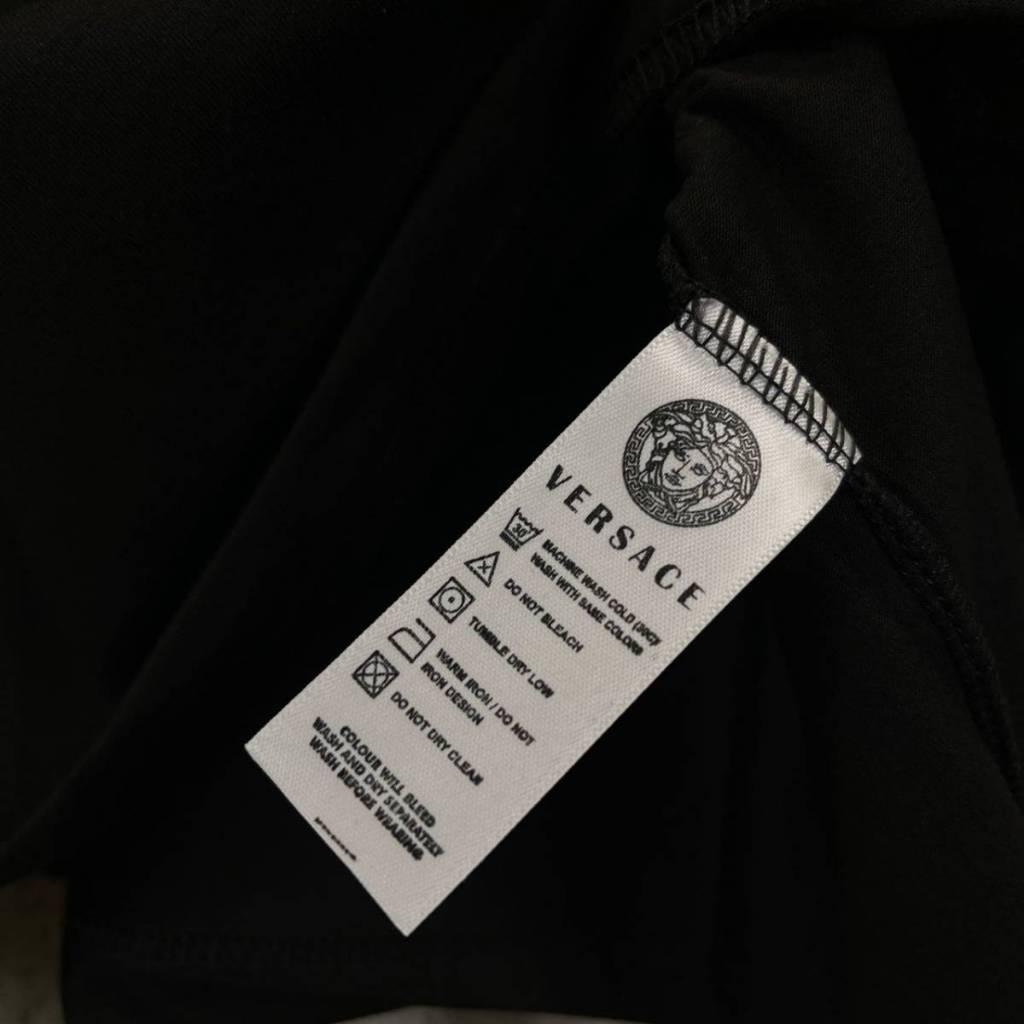 VERSACE
30
MACHINE WASH COLD (30C)/
WASH WITH SAME COLORS
DO NOT BLEACH
TUMBLE DRY LOW
WARM IRON / DO NOT
IRON DESIGN
DO NOT DRY CLEAN
COLOUR WILL BLEED
WASH AND DRY SEPARATELY
WASH BEFORE WEARING